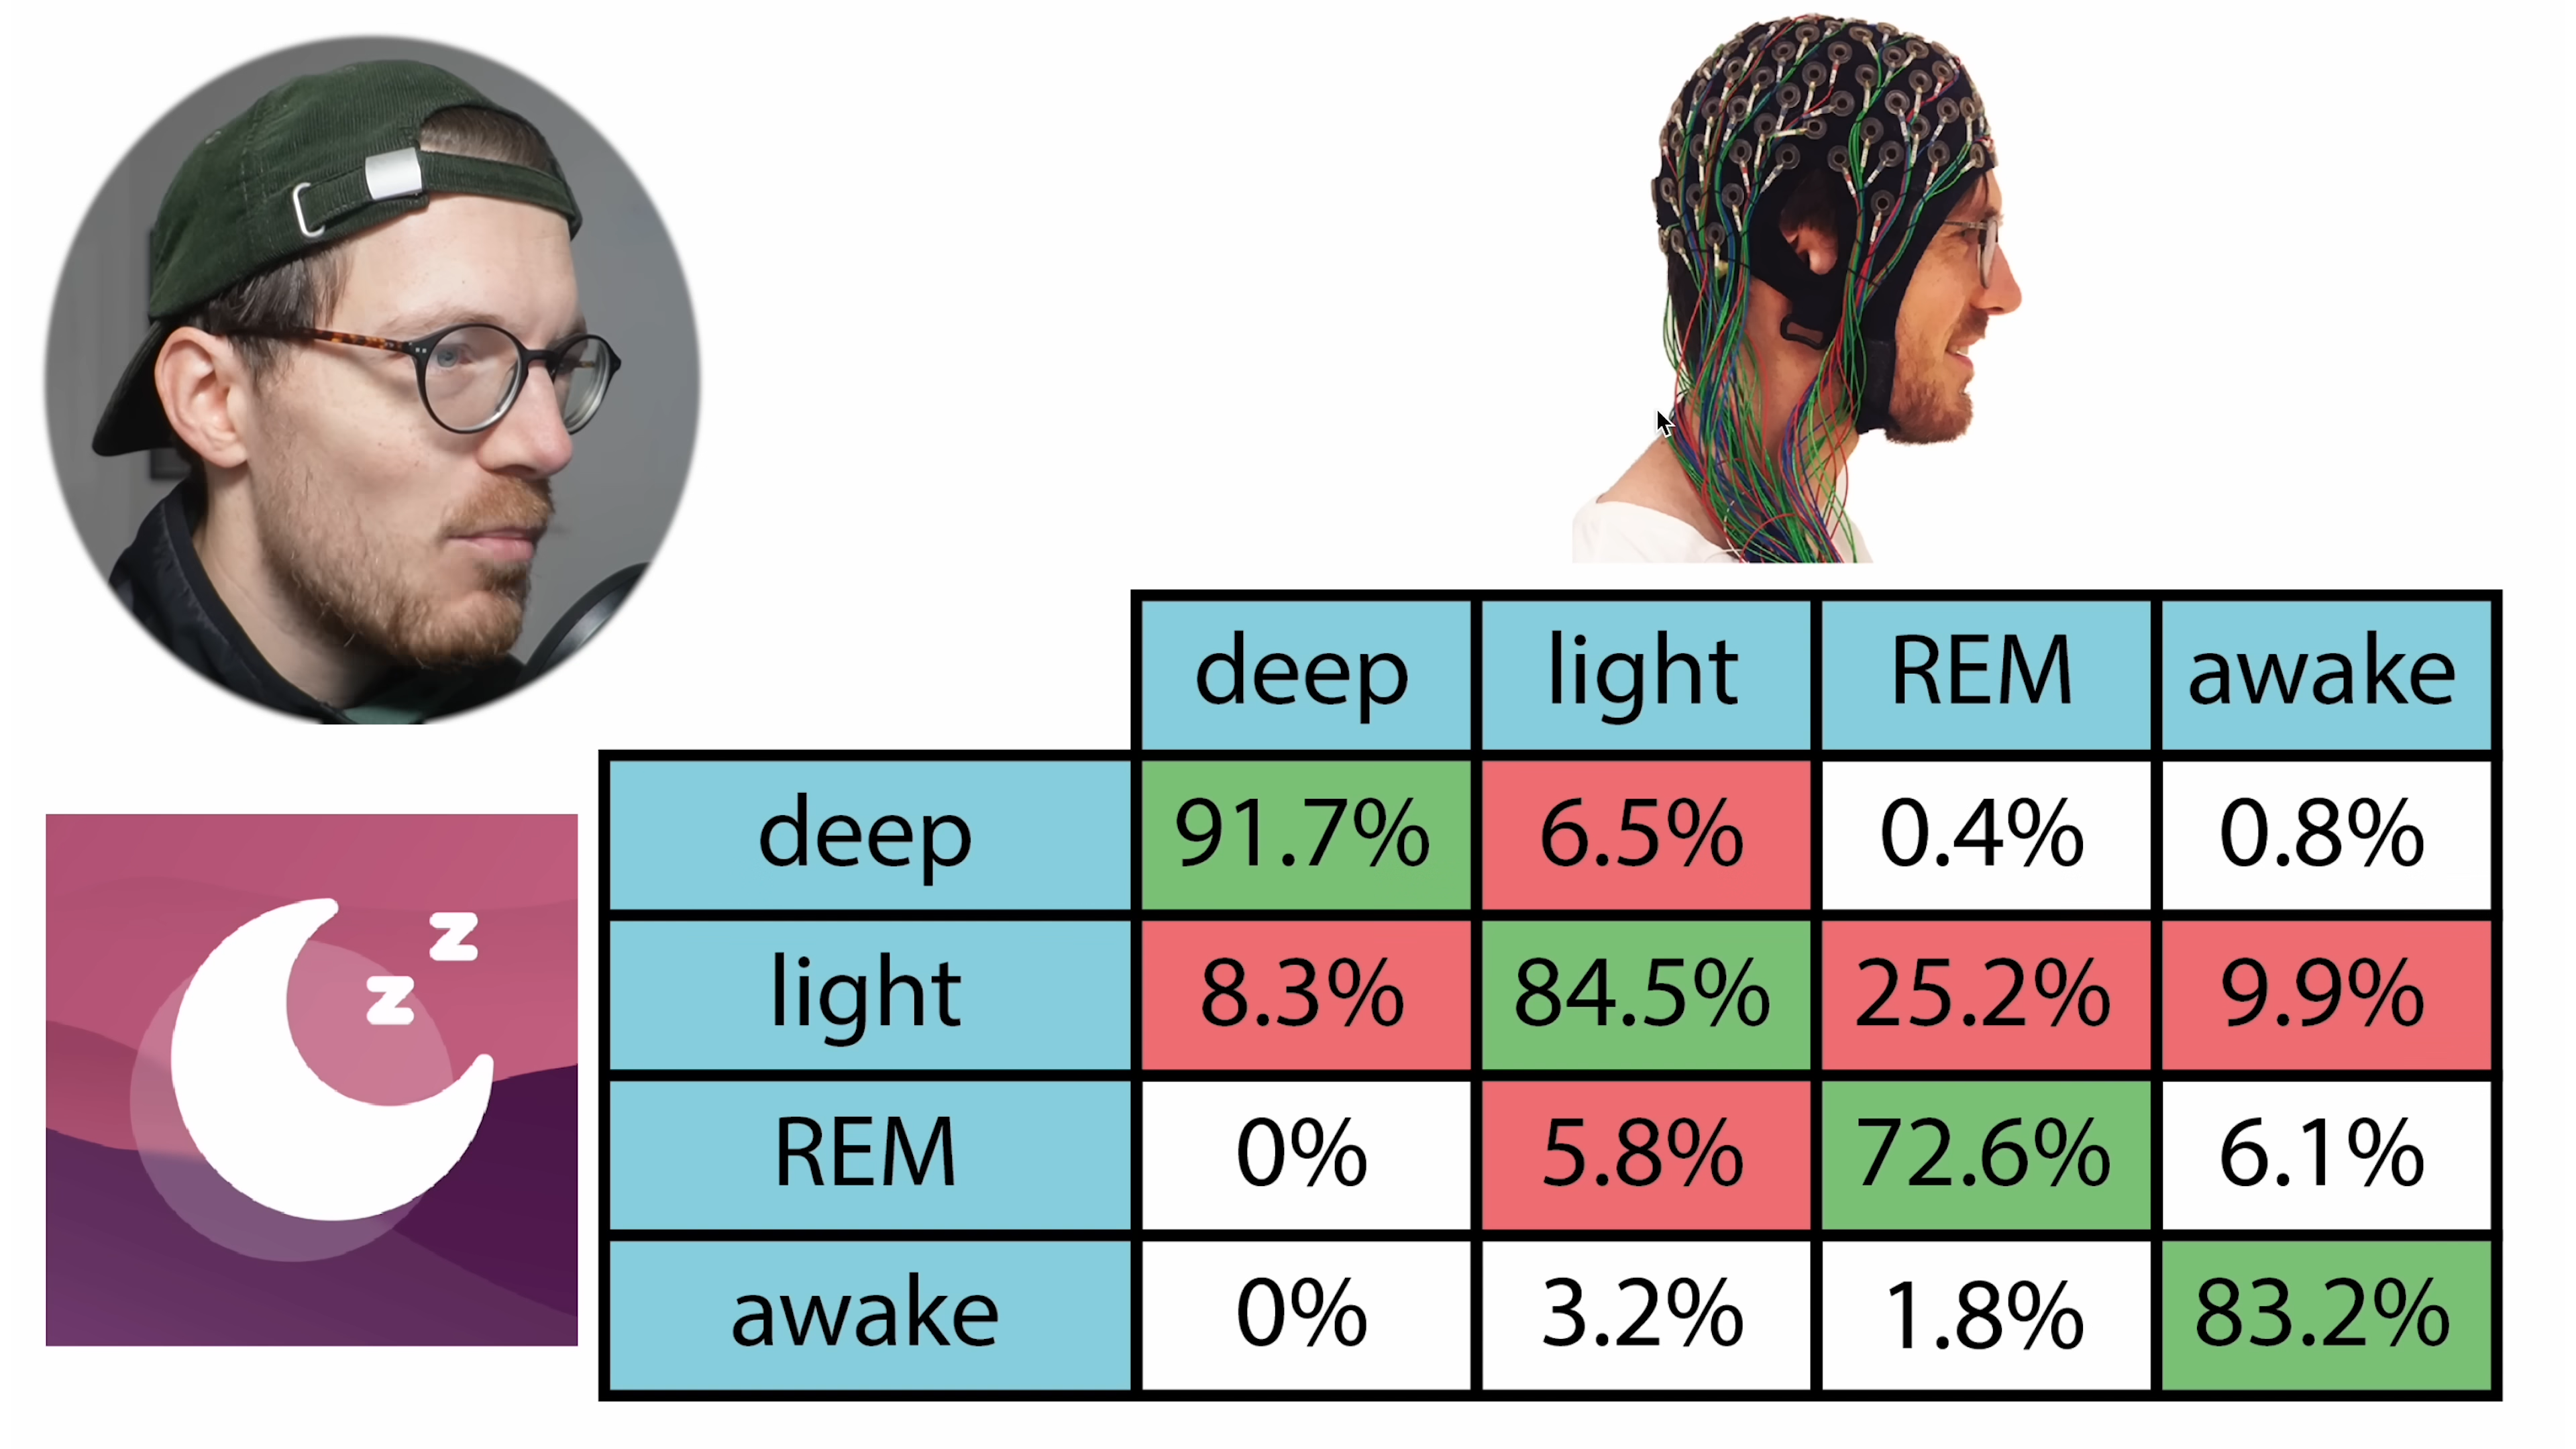 deep light REM awake
deep 91.7% 6.5% 0.4% 0.8%
light 8.3% 84.5% 25.2% 9.9%
REM 0% 5.8% 72.6% 6.1%
awake 0% 3.2% 1.8% 83.2%
z
z